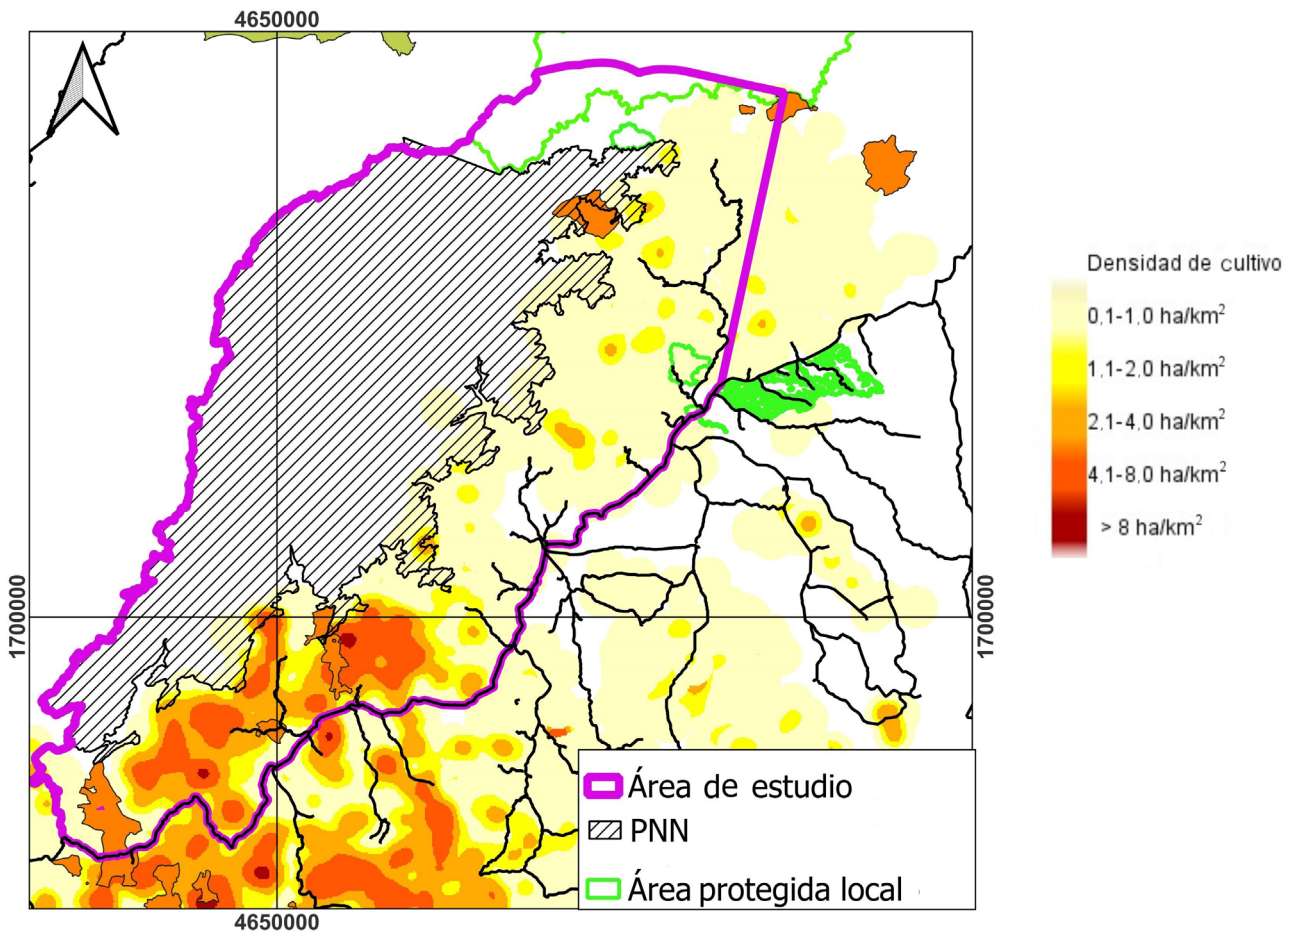 4650000
Densidad de cultivo
0,1-1,0 ha/km²
1,1-2,0 ha/km²
2,1-4,0 ha/km²
4,1-8,0 ha/km²
> 8 ha/km²
1700000
1700000
Área de estudio
PNN
Área protegida local
4650000